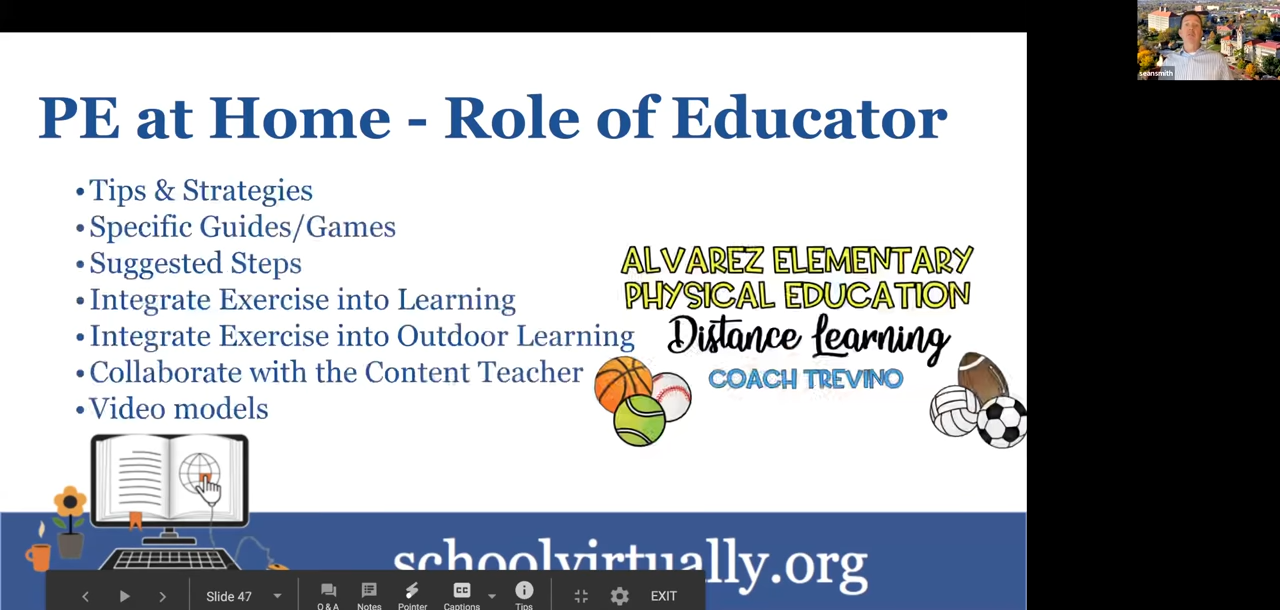 seansmith
PE at Home - Role of Educator
•Tips & Strategies
•Specific Guides/Games
•Suggested Steps
•Integrate Exercise into Learning
•Integrate Exercise into Outdoor Learning
•Collaborate with the Content Teacher
•Video models
ALVAREZ ELEMENTARY
PHYSICAL EDUCATION
Distance Learning
COACH TREVINO
schoolvirtually.org
Slide 47
Q & A
Notes
Pointer
CC
Captions
Tips
EXIT